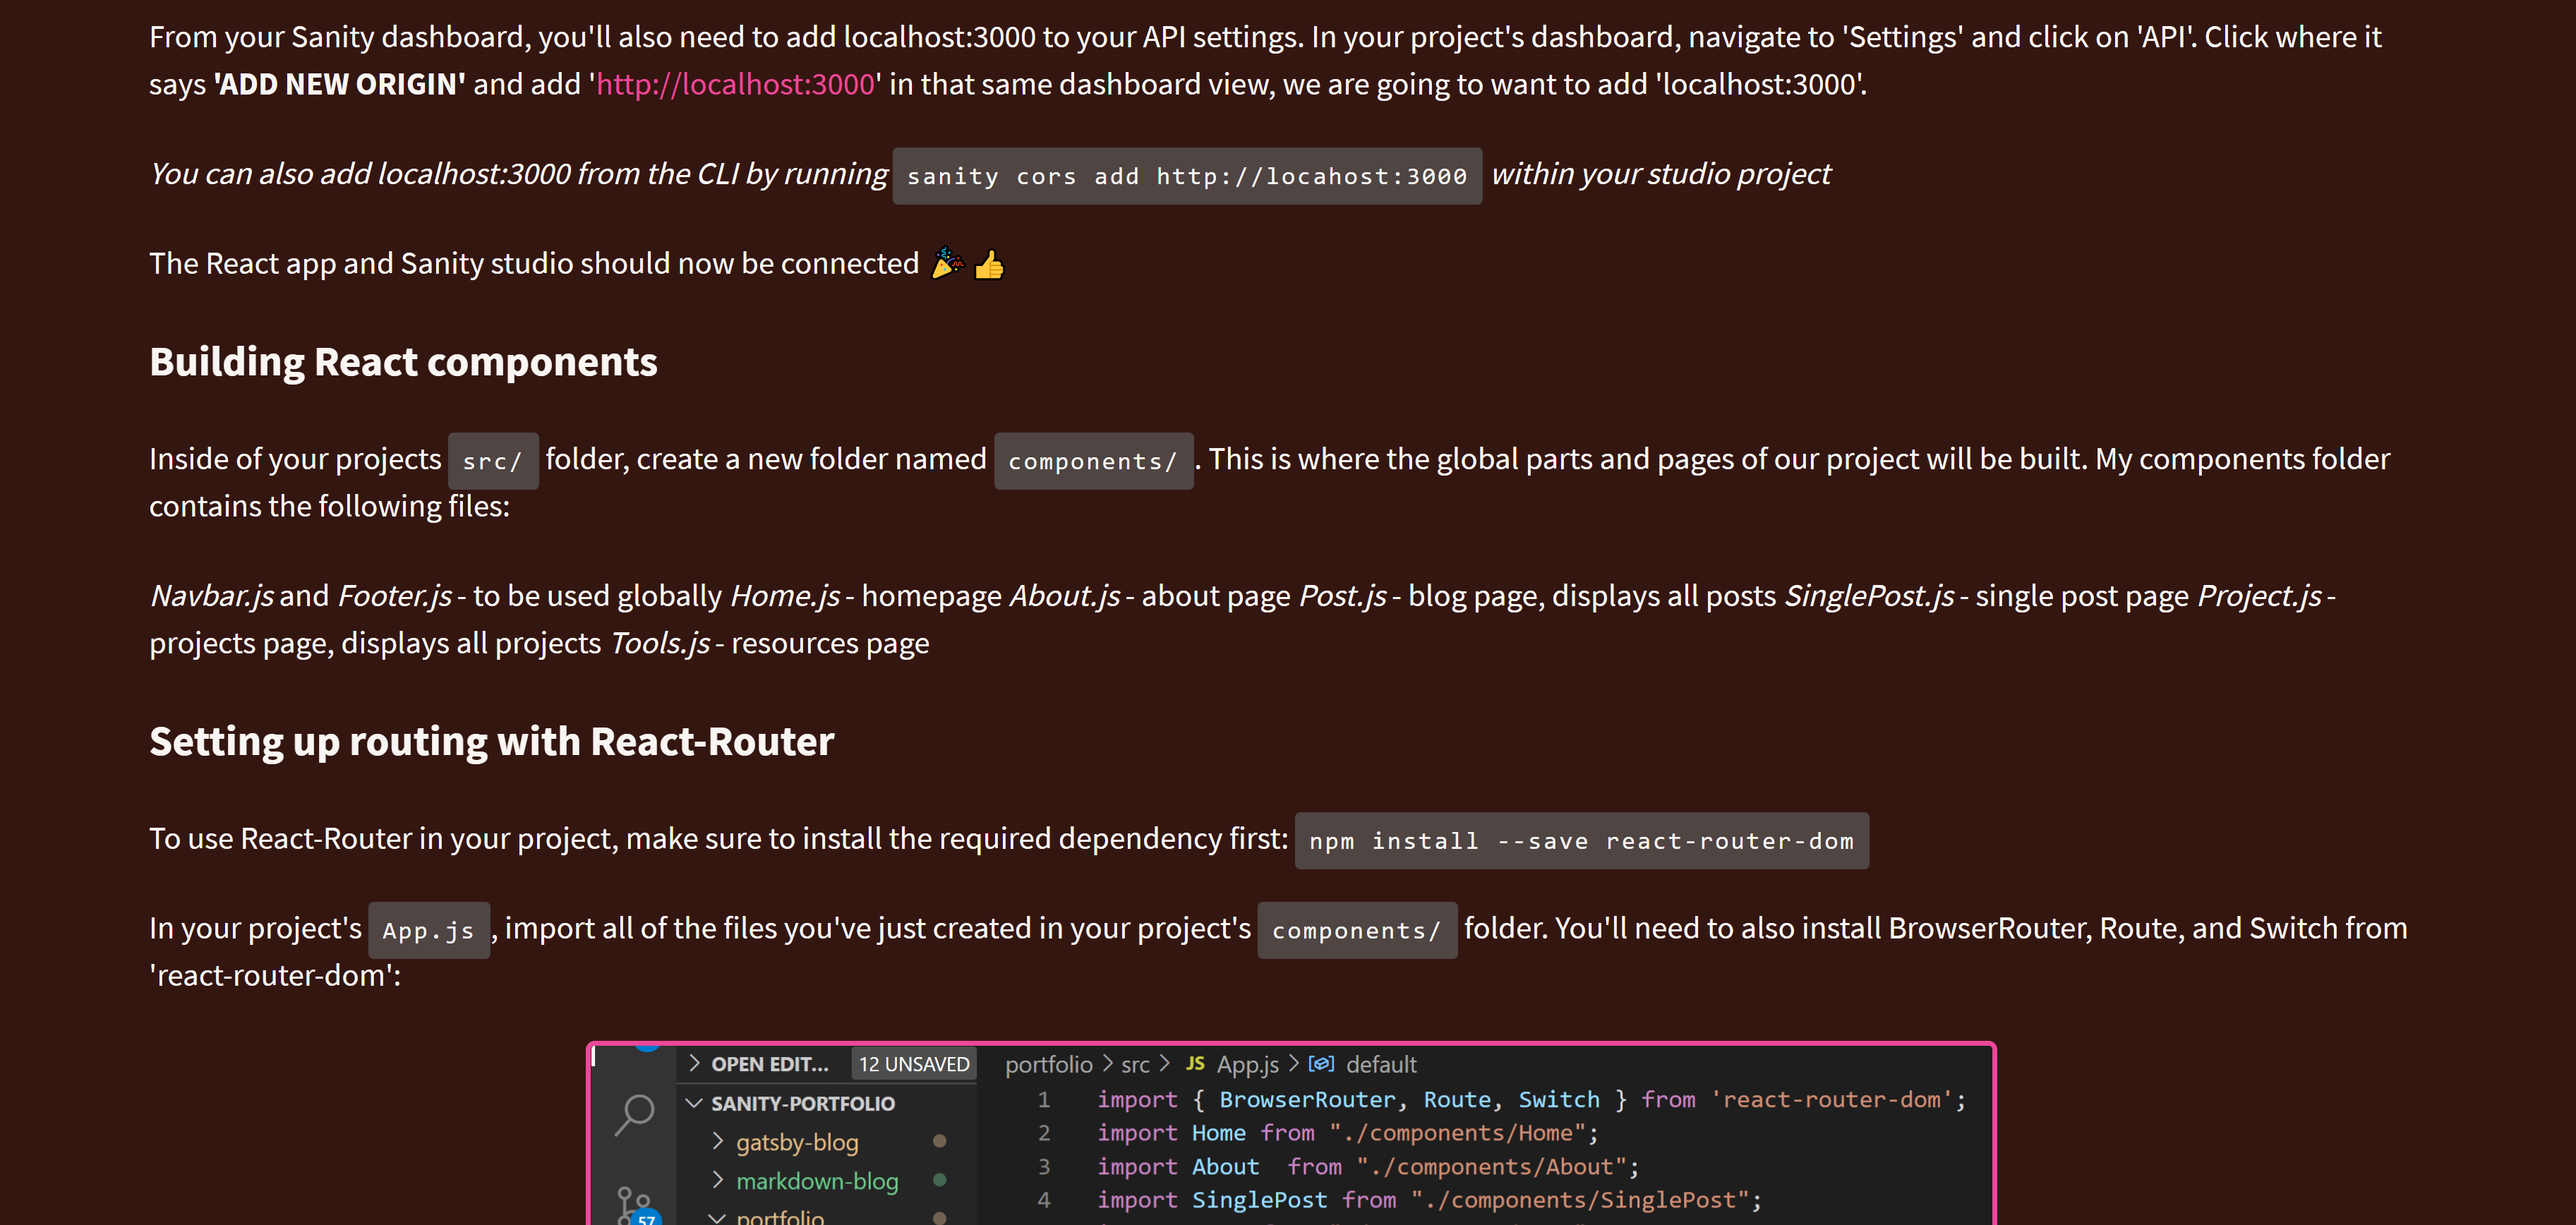 From your Sanity dashboard, you'll also need to add localhost:3000 to your API settings. In your project's dashboard, navigate to 'Settings' and click on 'API'. Click where it
says 'ADD NEW ORIGIN' and add 'http://localhost:3000' in that same dashboard view, we are going to want to add 'localhost:3000'.
You can also add localhost:3000 from the CLI by running sanity cors add http://locahost:3000 within your studio project
The React app and Sanity studio should now be connected 🎉👍
Building React components
Inside of your projects src/ folder, create a new folder named components/ . This is where the global parts and pages of our project will be built. My components folder
contains the following files:
Navbar.js and Footer.js - to be used globally Home.js - homepage About.js - about page Post.js - blog page, displays all posts SinglePost.js - single post page Project.js -
projects page, displays all projects Tools.js - resources page
Setting up routing with React-Router
To use React-Router in your project, make sure to install the required dependency first: npm install --save react-router-dom
In your project's App.js , import all of the files you've just created in your project's components/ folder. You'll need to also install BrowserRouter, Route, and Switch from
'react-router-dom':
OPEN EDIT... 12 UNSAVED
SANITY-PORTFOLIO
gatsby-blog
markdown-blog
portfolio
57
portfolio > src > JS App.js > default
1 import { BrowserRouter, Route, Switch } from 'react-router-dom';
2 import Home from "./components/Home";
3 import About from "./components/About";
4 import SinglePost from "./components/SinglePost";